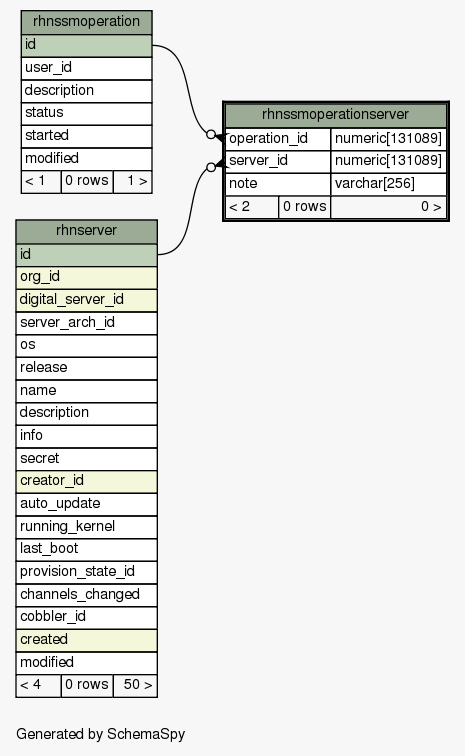 rhnssmoperation
id
user_id
description
status
started
modified
< 1 0 rows 1 >
rhnssmoperationserver
operation_id numeric[131089]
server_id numeric[131089]
note varchar[256]
< 2 0 rows 0 >
rhnserver
id
org_id
digital_server_id
server_arch_id
os
release
name
description
info
secret
creator_id
auto_update
running_kernel
last_boot
provision_state_id
channels_changed
cobbler_id
created
modified
< 4 0 rows 50 >
Generated by SchemaSpy